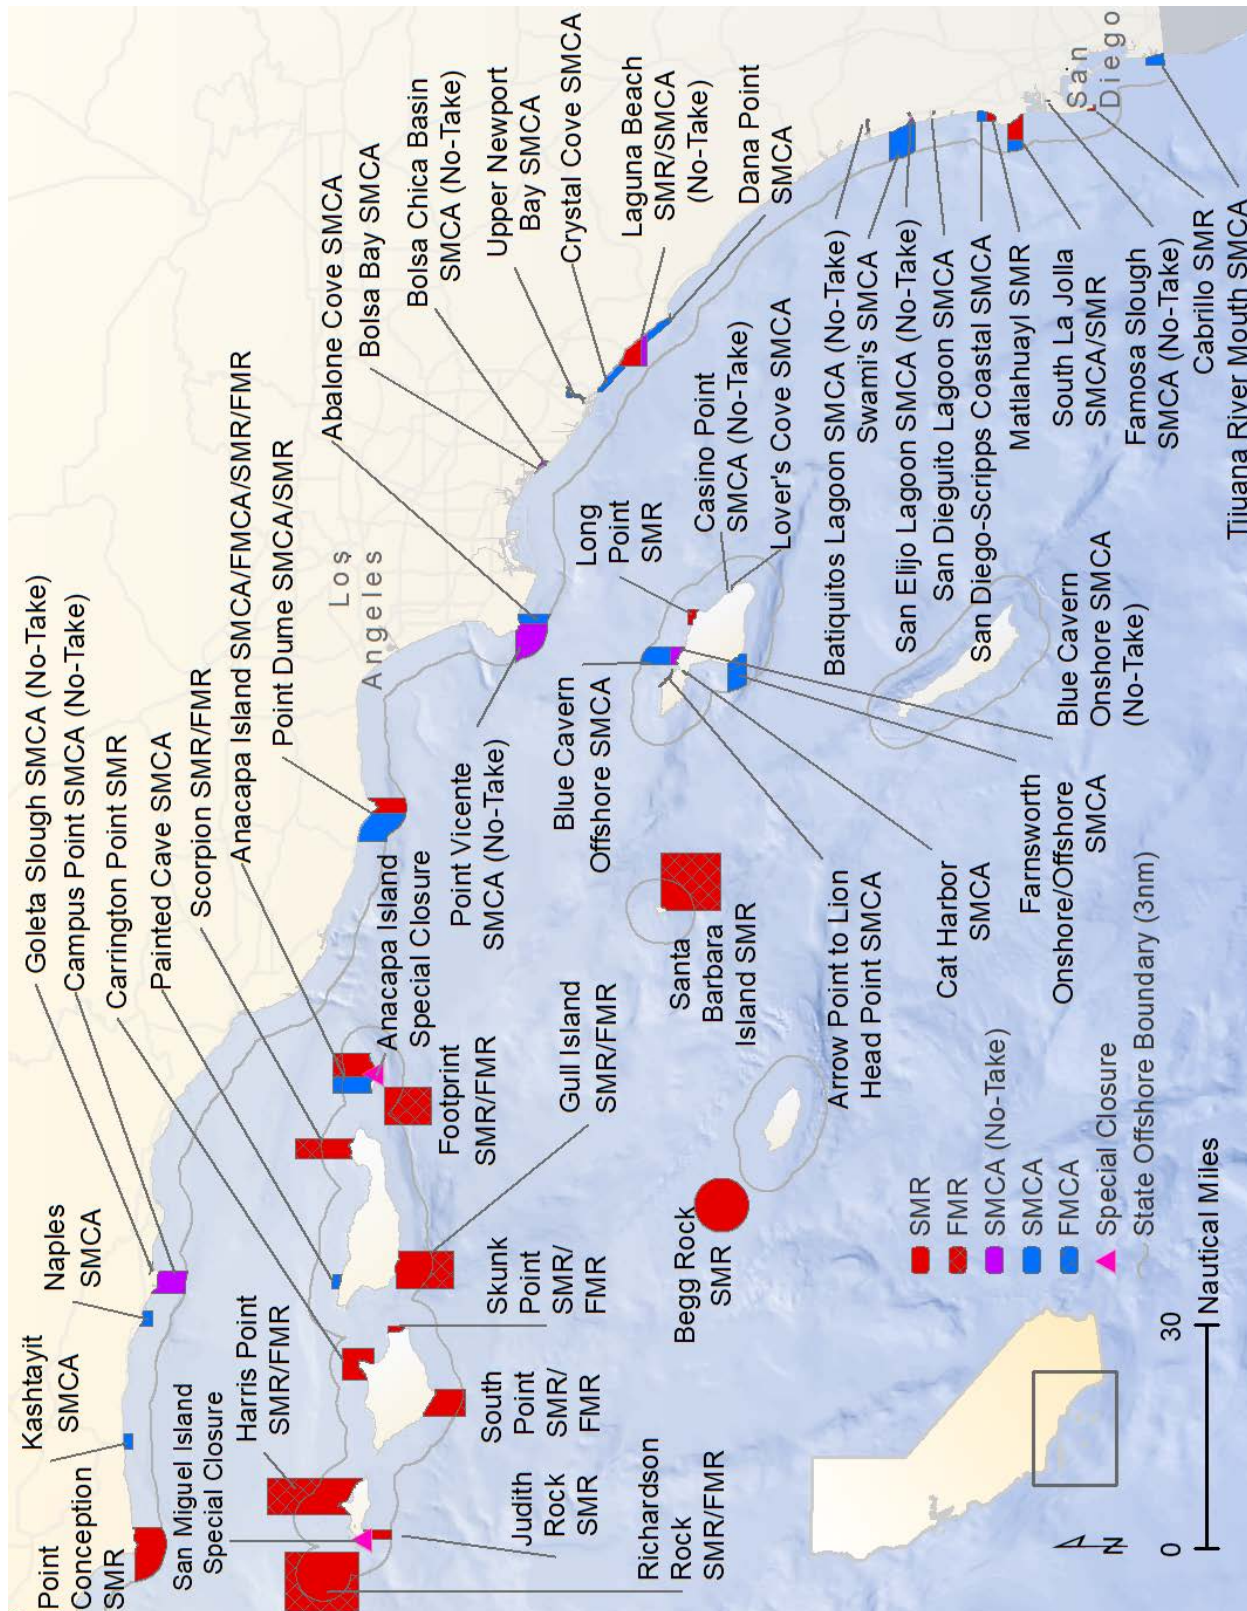 Point
Conception
SMR
Kashtayit
SMCA
Naples
SMCA
Goleta Slough SMCA (No-Take)
Campus Point SMCA (No-Take)
Carrington Point SMR
Painted Cave SMCA
Scorpion SMR/FMR
Anacapa Island SMCA/FMCA/SMR/FMR
Point Dume SMCA/SMR
Los
Angeles
Abalone Cove SMCA
Bolsa Bay SMCA
Bolsa Chica Basin
SMCA (No-Take)
Upper Newport
Bay SMCA
Crystal Cove SMCA
Laguna Beach
SMR/SMCA
(No-Take)
Dana Point
SMCA
San Miguel Island
Special Closure
Harris Point
SMR/FMR
Anacapa Island
Special Closure
Footprint
SMR/FMR
Gull Island
SMR/FMR
Skunk
Point
SMR/
FMR
South
Point
SMR/
FMR
Judith
Rock
SMR
Richardson
Rock
SMR/FMR
Point Vicente
SMCA (No-Take)
Blue Cavern
Offshore SMCA
Long
Point
SMR
Casino Point
SMCA (No-Take)
Lover's Cove SMCA
Santa
Barbara
Island SMR
Begg Rock
SMR
Arrow Point to Lion
Head Point SMCA
Cat Harbor
SMCA
Farnsworth
Onshore/Offshore
SMCA
Blue Cavern
Onshore SMCA
(No-Take)
Batiquitos Lagoon SMCA (No-Take)
Swami's SMCA
San Elijo Lagoon SMCA (No-Take)
San Dieguito Lagoon SMCA
San Diego-Scripps Coastal SMCA
Matlahuayl SMR
South La Jolla
SMCA/SMR
Famosa Slough
SMCA (No-Take)
Cabrillo SMR
Tijuana River Mouth SMCA
San
Diego
SMR
FMR
SMCA (No-Take)
SMCA
FMCA
Special Closure
State Offshore Boundary (3nm)
N
0
30
Nautical Miles